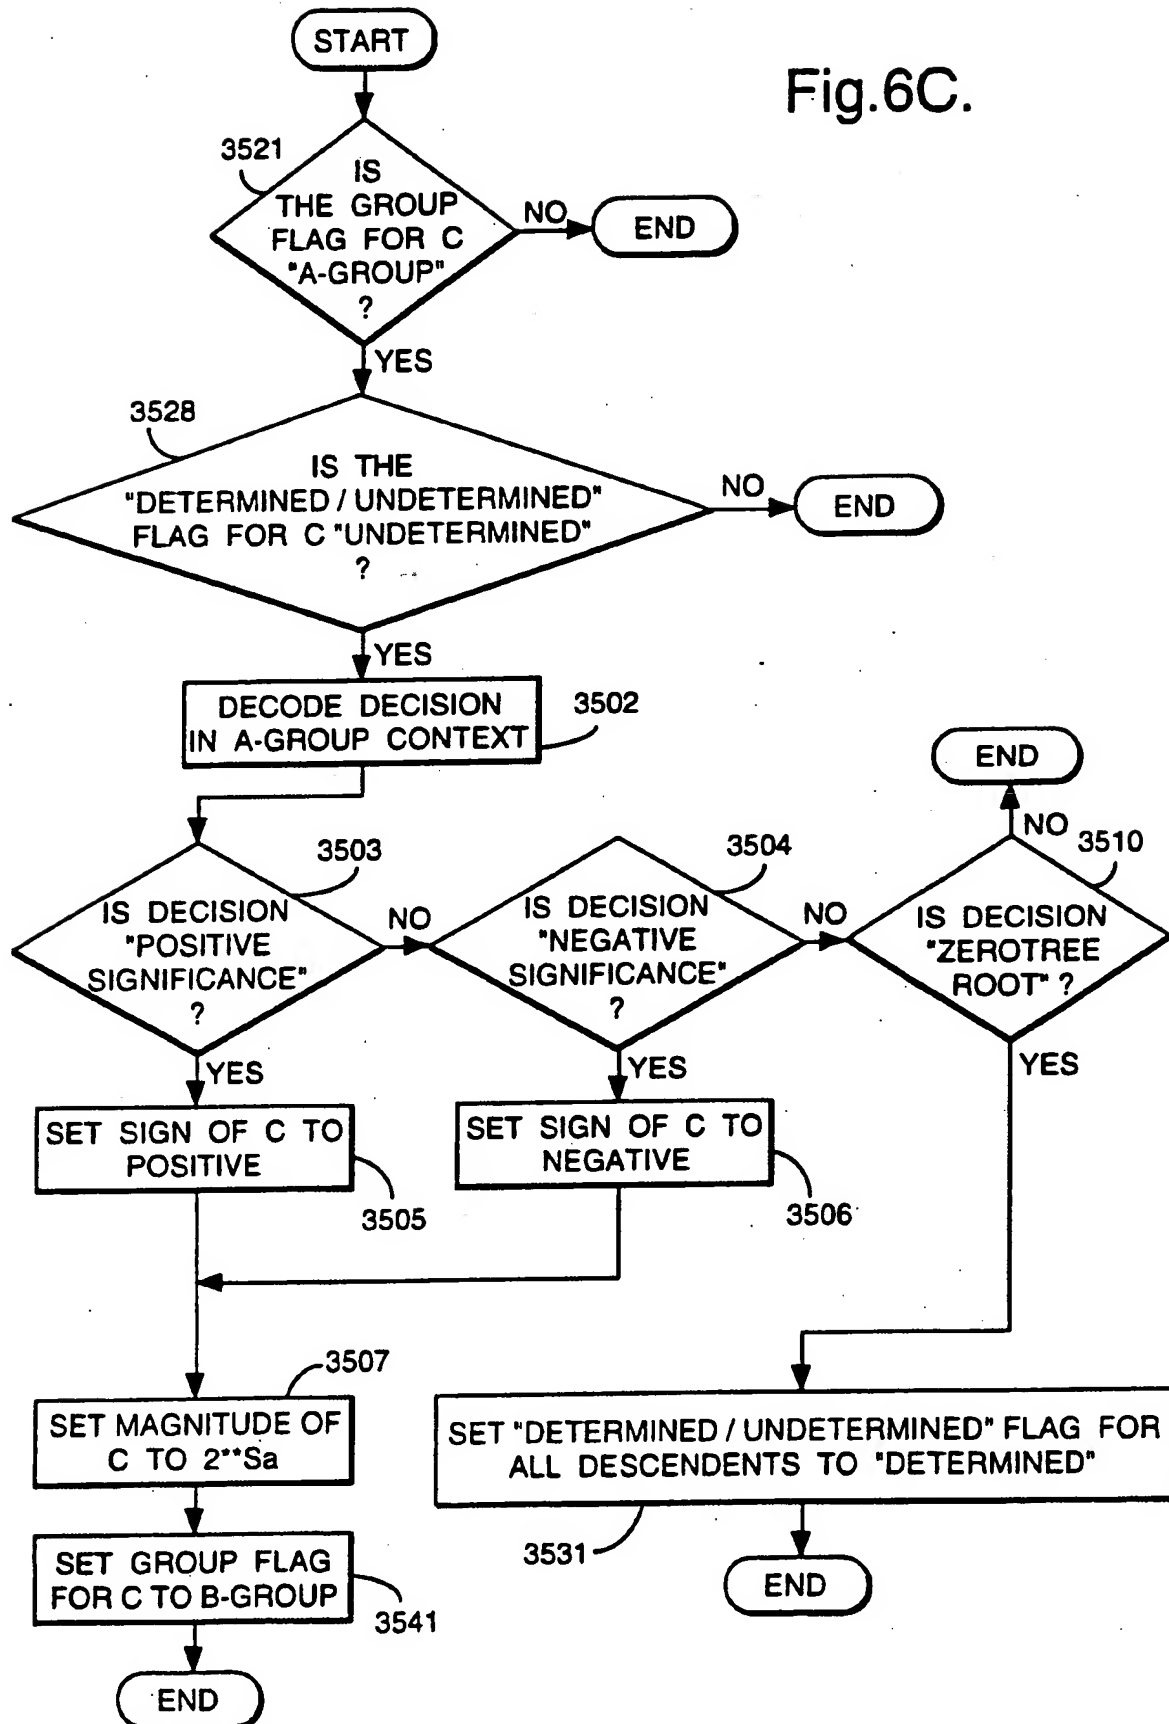 START
Fig.6C.
3521
IS
THE GROUP
FLAG FOR C
"A-GROUP"
?
NO
END
YES
3528
IS THE
"DETERMINED / UNDETERMINED"
FLAG FOR C "UNDETERMINED"
?
NO
END
YES
DECODE DECISION
IN A-GROUP CONTEXT
3502
END
NO
3503
IS DECISION
"POSITIVE
SIGNIFICANCE"
?
NO
3504
IS DECISION
"NEGATIVE
SIGNIFICANCE"
?
NO
3510
IS DECISION
"ZEROTREE
ROOT" ?
YES
YES
YES
SET SIGN OF C TO
POSITIVE
3505
SET SIGN OF C TO
NEGATIVE
3506
3507
SET MAGNITUDE OF
C TO 2**Sa
SET "DETERMINED / UNDETERMINED" FLAG FOR
ALL DESCENDENTS TO "DETERMINED"
3531
END
SET GROUP FLAG
FOR C TO B-GROUP
3541
END